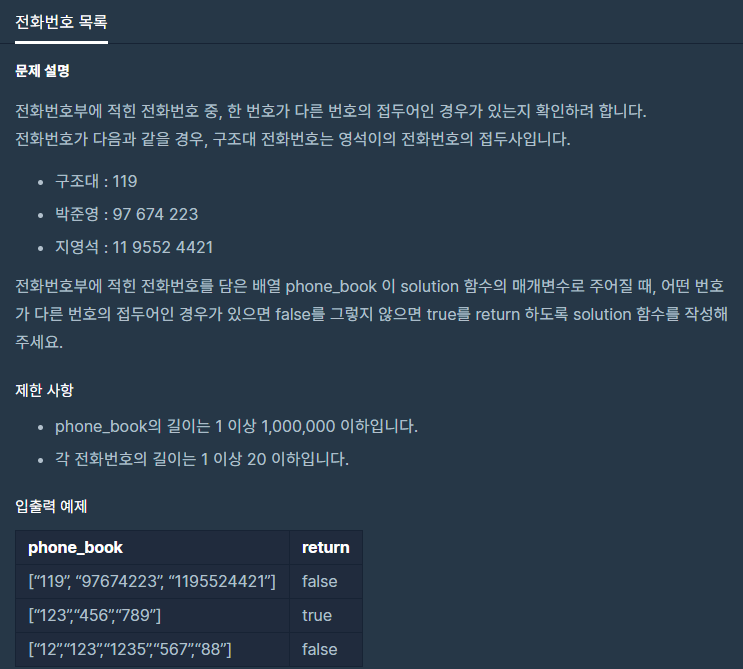 전화번호 목록
문제 설명
전화번호부에 적힌 전화번호 중, 한 번호가 다른 번호의 접두어인 경우가 있는지 확인하려 합니다.
전화번호가 다음과 같을 경우, 구조대 전화번호는 영석이의 전화번호의 접두사입니다.
• 구조대 : 119
• 박준영 : 97 674 223
• 지영석 : 11 9552 4421
전화번호부에 적힌 전화번호를 담은 배열 phone_book 이 solution 함수의 매개변수로 주어질 때, 어떤 번호
가 다른 번호의 접두어인 경우가 있으면 false를 그렇지 않으면 true를 return 하도록 solution 함수를 작성해
주세요.
제한 사항
• phone_book의 길이는 1 이상 1,000,000 이하입니다.
• 각 전화번호의 길이는 1 이상 20 이하입니다.
입출력 예제
phone_book return
[“119”, “97674223”, “1195524421”] false
[“123”,“456”,“789”] true
[“12”,“123”,“1235”,“567”,“88”] false